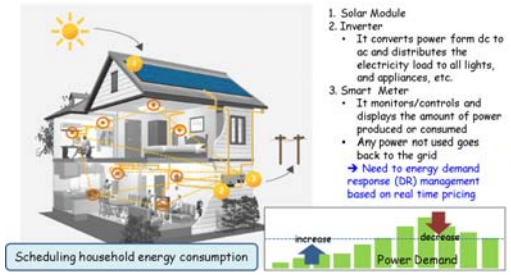 1. Solar Module
2. Inverter
• It converts power form dc to
ac and distributes the
electricity load to all lights,
and appliances, etc.
3. Smart Meter
• It monitors/controls and
displays the amount of power
produced or consumed
• Any power not used goes
back to the grid
→ Need to energy demand
response (DR) management
based on real time pricing
1
2
3
Scheduling household energy consumption
increase
decrease
Power Demand